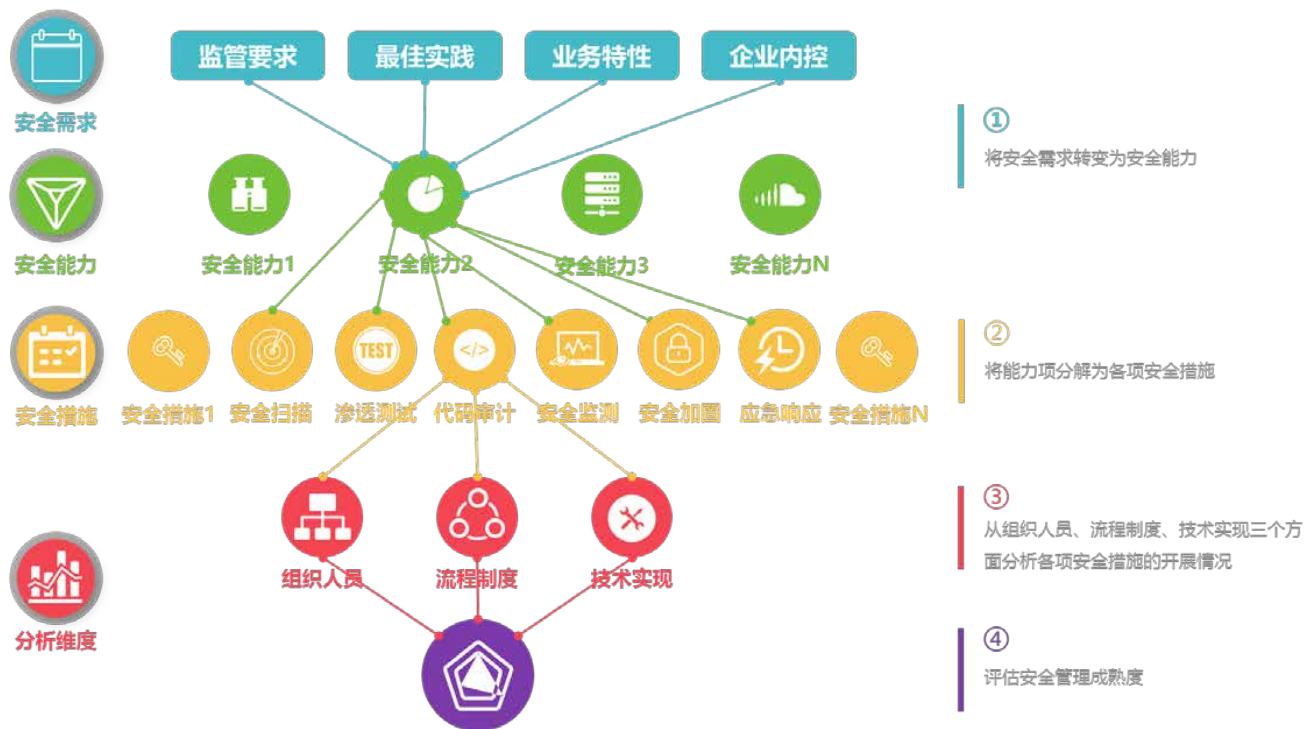 监管要求
最佳实践
业务特性
企业内控
安全需求
①
将安全需求转变为安全能力
安全能力
安全能力1
安全能力2
安全能力3
安全能力N
TEST
</>
安全措施
安全措施1
安全扫描
渗透测试
代码审计
安全监测
安全加固
应急响应
安全措施N
②
将能力项分解为各项安全措施
组织人员
流程制度
技术实现
③
从组织人员、流程制度、技术实现三个方
面分析各项安全措施的开展情况
分析维度
④
评估安全管理成熟度